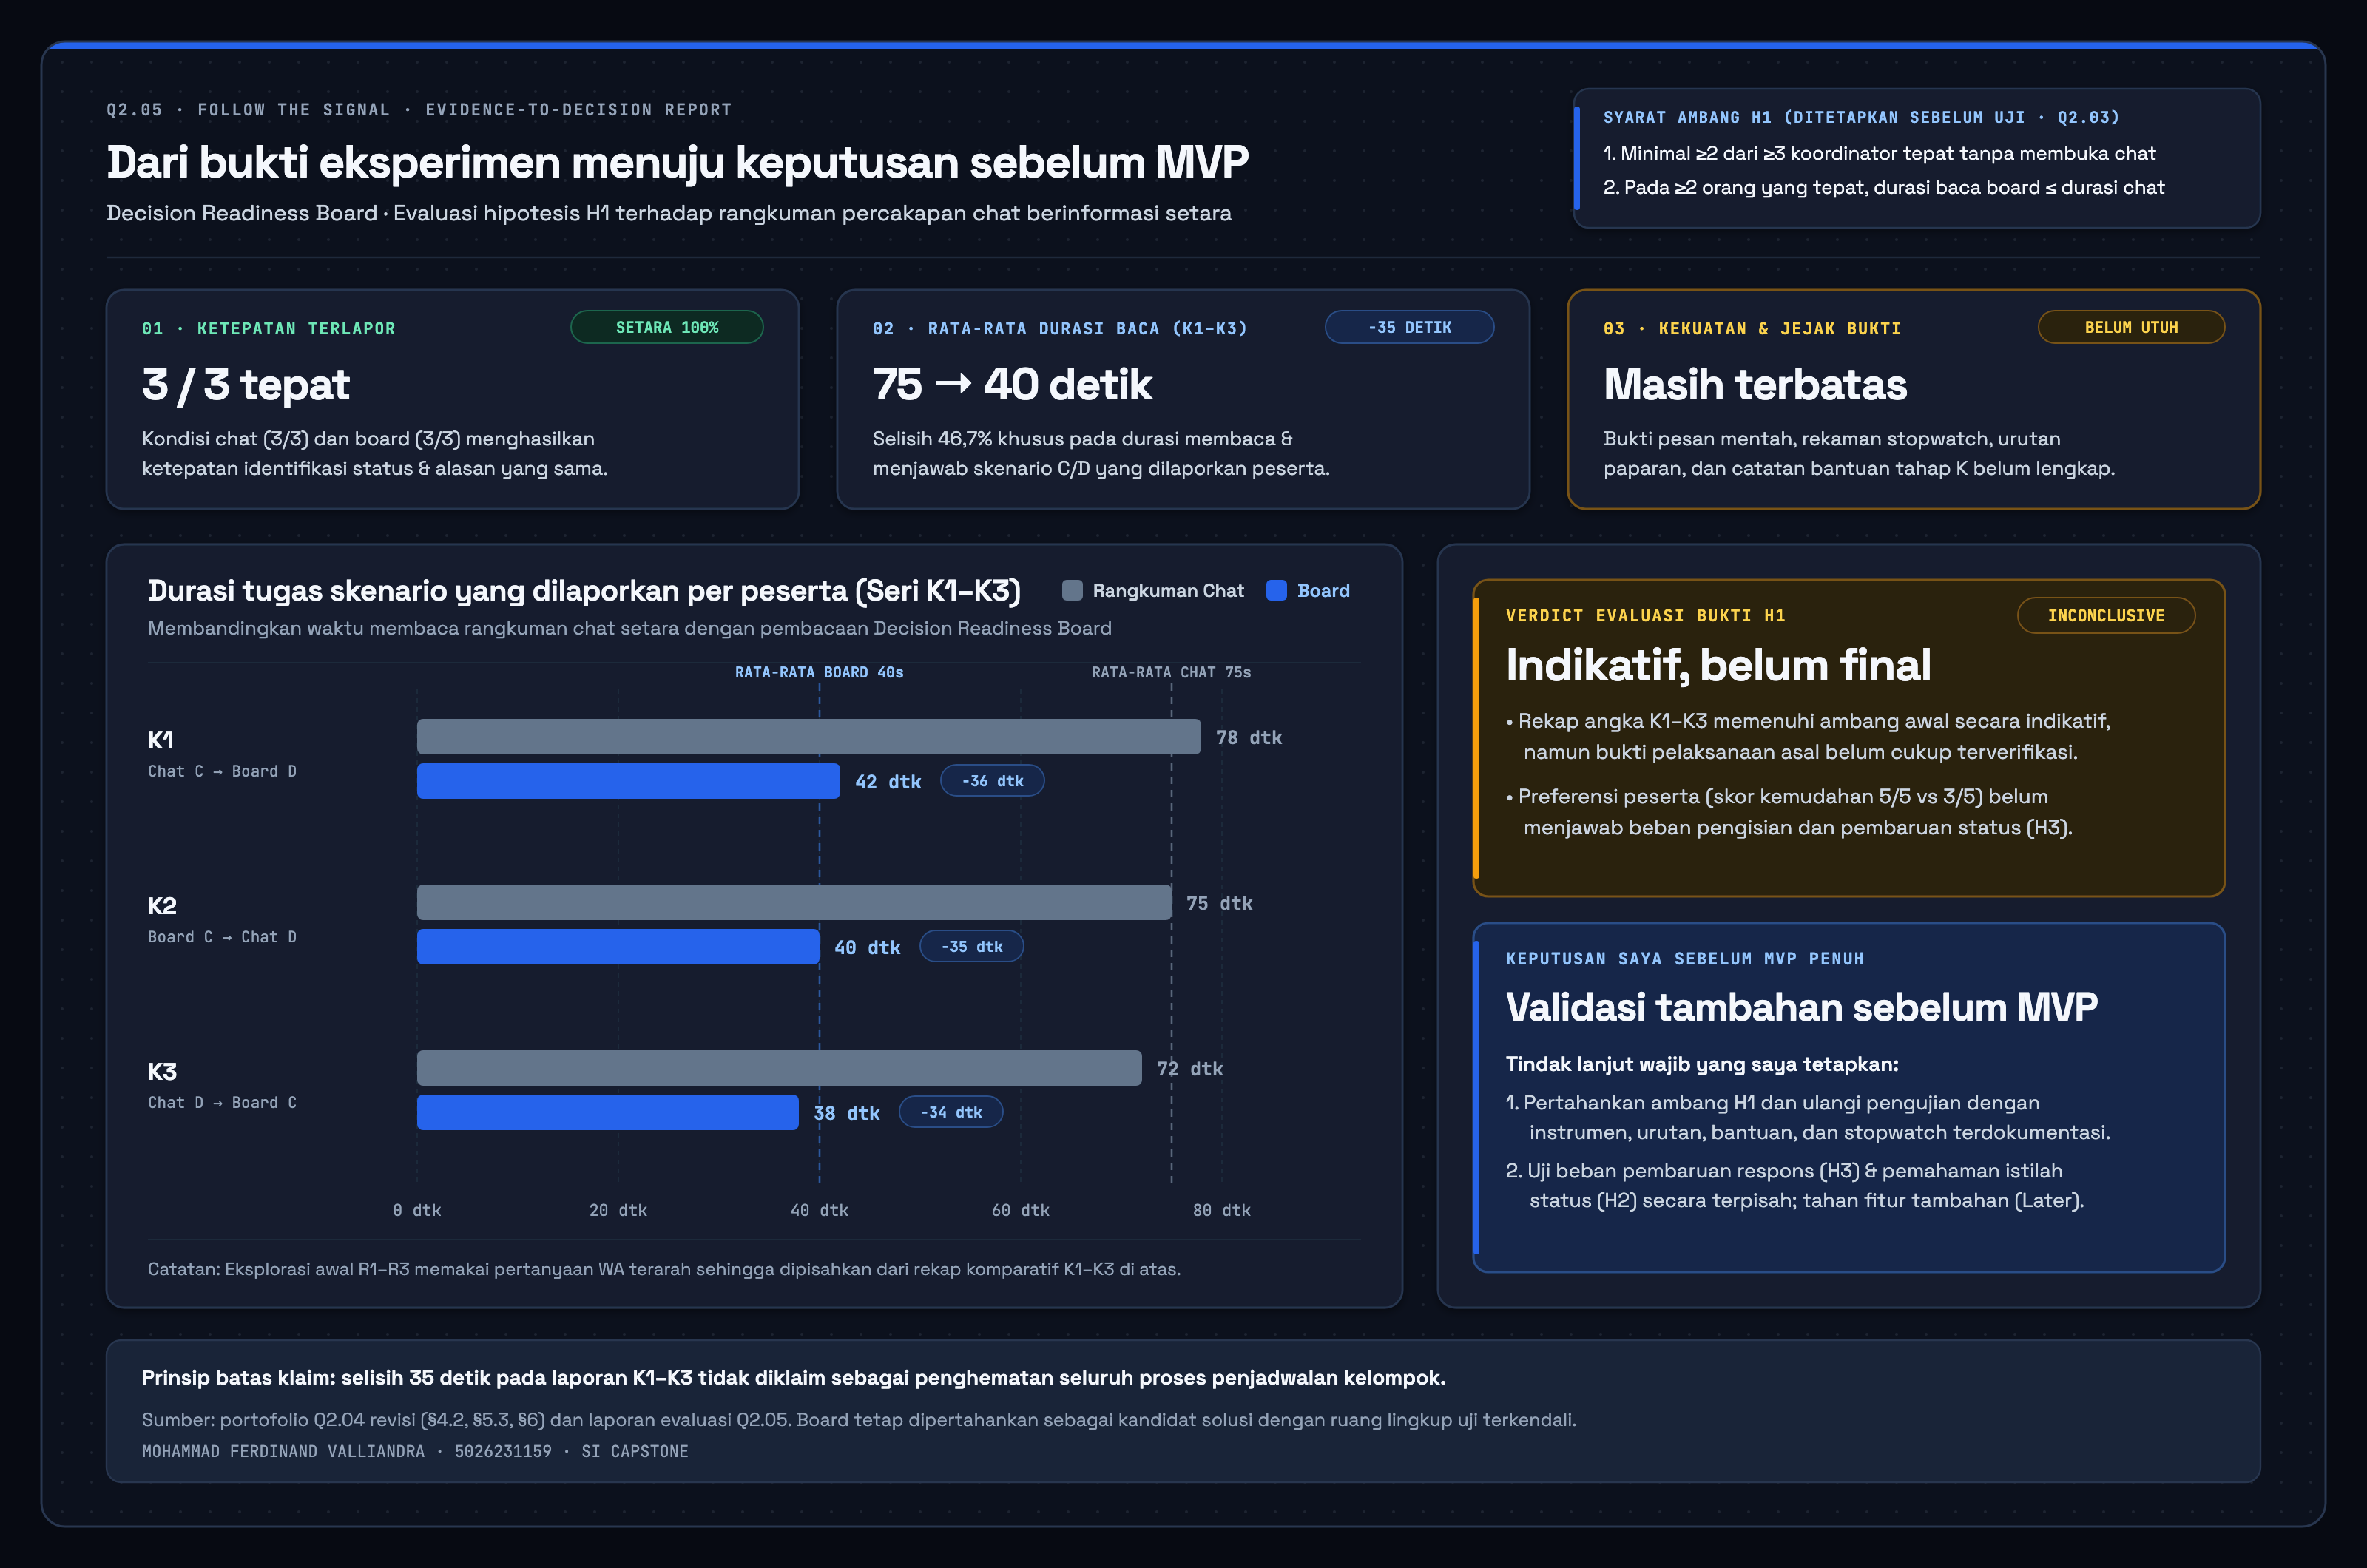 Q2.05 · FOLLOW THE SIGNAL · EVIDENCE-TO-DECISION REPORT
Dari bukti eksperimen menuju keputusan sebelum MVP
Decision Readiness Board · Evaluasi hipotesis H1 terhadap rangkuman percakapan chat berinformasi setara
SYARAT AMBANG H1 (DITETAPKAN SEBELUM UJI · Q2.03)
1. Minimal ≥2 dari ≥3 koordinator tepat tanpa membuka chat
2. Pada ≥2 orang yang tepat, durasi baca board ≤ durasi chat
01 · KETEPATAN TERLAPOR
SETARA 100%
3 / 3 tepat
Kondisi chat (3/3) dan board (3/3) menghasilkan
ketepatan identifikasi status & alasan yang sama.
02 · RATA-RATA DURASI BACA (K1–K3)
-35 DETIK
75 → 40 detik
Selisih 46,7% khusus pada durasi membaca &
menjawab skenario C/D yang dilaporkan peserta.
03 · KEKUATAN & JEJAK BUKTI
BELUM UTUH
Masih terbatas
Bukti pesan mentah, rekaman stopwatch, urutan
paparan, dan catatan bantuan tahap K belum lengkap.
Durasi tugas skenario yang dilaporkan per peserta (Seri K1–K3)
Rangkuman Chat
Board
Membandingkan waktu membaca rangkuman chat setara dengan pembacaan Decision Readiness Board
RATA-RATA BOARD 40s
RATA-RATA CHAT 75s
K1
Chat C → Board D
78 dtk
42 dtk
-36 dtk
K2
Board C → Chat D
75 dtk
40 dtk
-35 dtk
K3
Chat D → Board C
72 dtk
38 dtk
-34 dtk
0 dtk
20 dtk
40 dtk
60 dtk
80 dtk
Catatan: Eksplorasi awal R1–R3 memakai pertanyaan WA terarah sehingga dipisahkan dari rekap komparatif K1–K3 di atas.
VERDICT EVALUASI BUKTI H1
INCONCLUSIVE
Indikatif, belum final
• Rekap angka K1–K3 memenuhi ambang awal secara indikatif,
namun bukti pelaksanaan asal belum cukup terverifikasi.
• Preferensi peserta (skor kemudahan 5/5 vs 3/5) belum
menjawab beban pengisian dan pembaruan status (H3).
KEPUTUSAN SAYA SEBELUM MVP PENUH
Validasi tambahan sebelum MVP
Tindak lanjut wajib yang saya tetapkan:
1. Pertahankan ambang H1 dan ulangi pengujian dengan
instrumen, urutan, bantuan, dan stopwatch terdokumentasi.
2. Uji beban pembaruan respons (H3) & pemahaman istilah
status (H2) secara terpisah; tahan fitur tambahan (Later).
Prinsip batas klaim: selisih 35 detik pada laporan K1–K3 tidak diklaim sebagai penghematan seluruh proses penjadwalan kelompok.
Sumber: portofolio Q2.04 revisi (§4.2, §5.3, §6) dan laporan evaluasi Q2.05. Board tetap dipertahankan sebagai kandidat solusi dengan ruang lingkup uji terkendali.
MOHAMMAD FERDINAND VALLIANDRA · 5026231159 · SI CAPSTONE